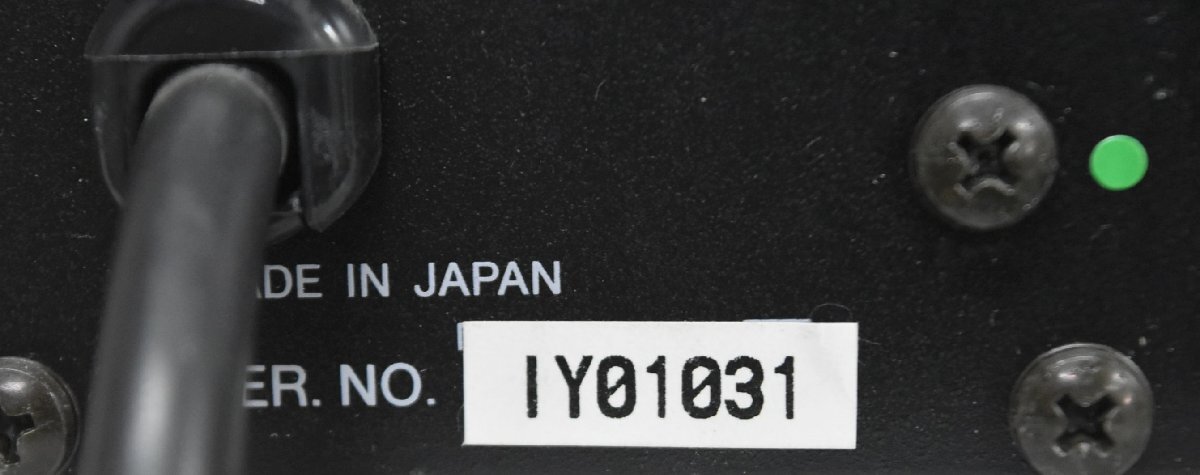 ADE IN JAPAN
ER. NO. IY01031